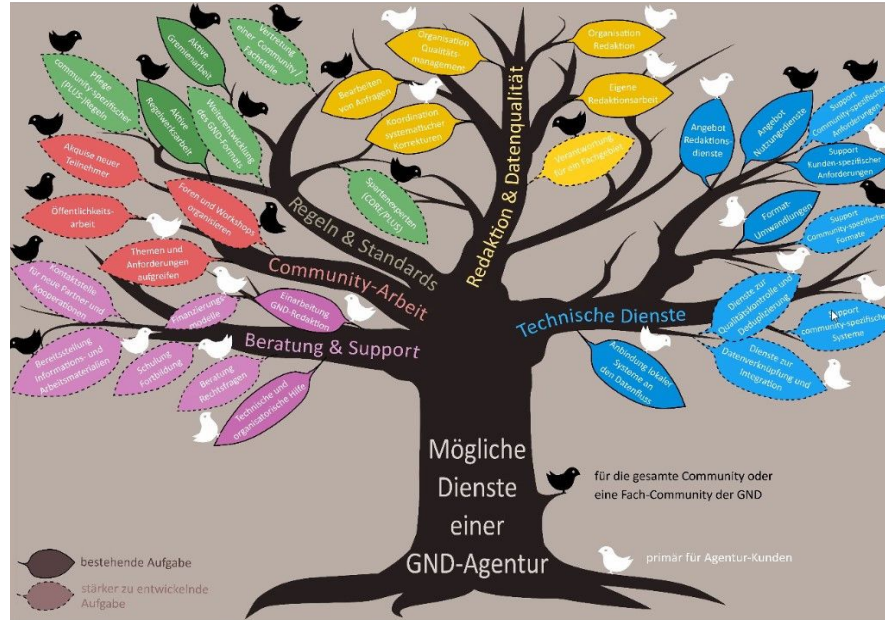 Pflege
community-spezifischer
(PLUS-)Regeln
Aktive
Gremienarbeit
Vertretung
einer Community /
Fachstelle
Aktive
Regelwerksarbeit
Weiterentwicklung
des GND-Formats
Spartenexperten
(CORE/PLUS)
Regeln & Standards
Akquise neuer
Teilnehmer
Öffentlichkeits-
arbeit
Foren und Workshops
organisieren
Themen und
Anforderungen
aufgreifen
Community-Arbeit
Kontaktstelle
für neue Partner und
Kooperationen
Finanzierungs-
modelle
Einarbeitung
GND-Redaktion
Bereitstellung
Informations- und
Arbeitsmaterialien
Schulung
Fortbildung
Beratung
Rechtsfragen
Technische und
organisatorische Hilfe
Beratung & Support
Organisation
Qualitäts-
management
Bearbeiten
von Anfragen
Koordination
systematischer
Korrekturen
Organisation
Redaktion
Eigene
Redaktionsarbeit
Verantwortung
für ein Fachgebiet
Redaktion & Datenqualität
Angebot
Redaktions-
dienste
Angebot
Nutzungsdienste
Support
Community-spezifischer
Anforderungen
Support
Kunden-spezifischer
Anforderungen
Format-
Umwandlungen
Support
Community-spezifischer
Formate
Dienste zur
Qualitätskontrolle und
Deduplizierung
Support
community-spezifischer
Systeme
Dienste zur
Datenverknüpfung und
Integration
Anbindung lokaler
Systeme an
den Datenfluss
Technische Dienste
Mögliche
Dienste
einer
GND-Agentur
für die gesamte Community oder
eine Fach-Community der GND
primär für Agentur-Kunden
bestehende Aufgabe
stärker zu entwickelnde
Aufgabe